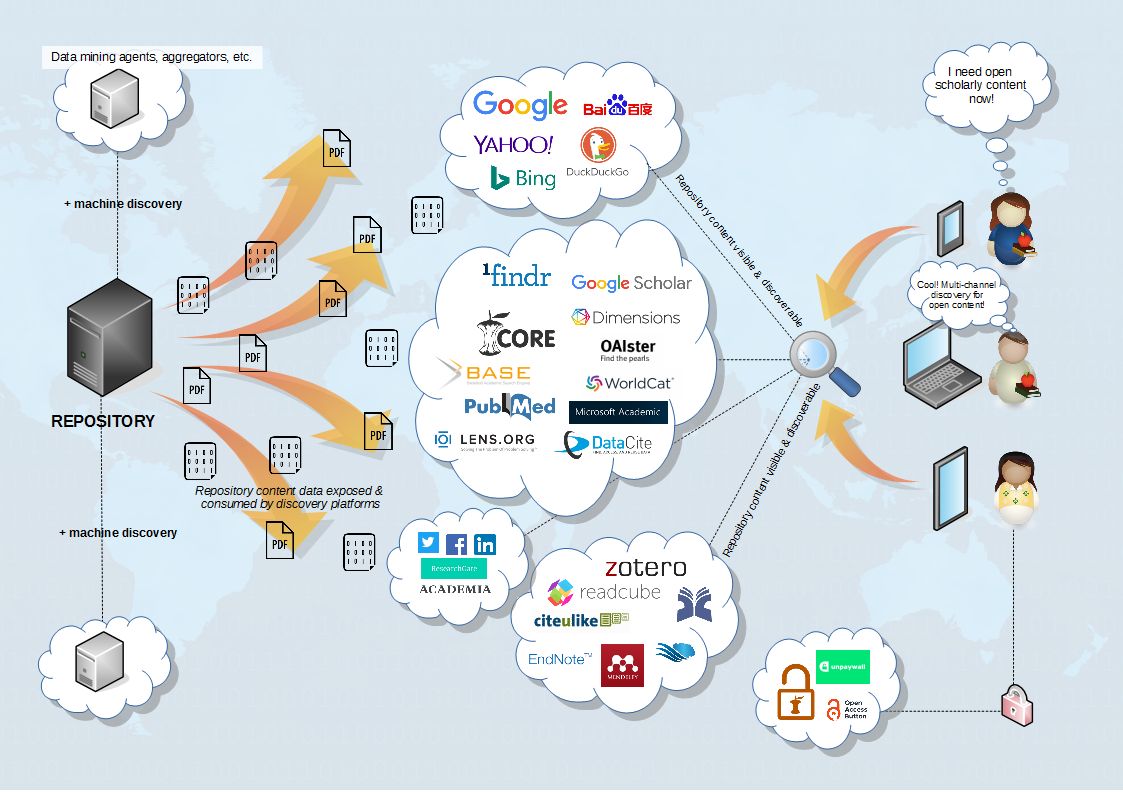 Data mining agents, aggregators, etc.
+ machine discovery
REPOSITORY
+ machine discovery
PDF
PDF
PDF
PDF
PDF
PDF
PDF
Repository content data exposed &
consumed by discovery platforms
Google
Bai du 百度
YAHOO!
DuckDuckGo
Bing
1findr
Google Scholar
CORE
Dimensions
OAIster
Find the pearls
BASE
WorldCat
PubMed
Microsoft Academic
LENS.ORG
DataCite
in
ResearchGate
ACADEMIA
zotero
readcube
citeulike
EndNote™
MENDELEY
Repository content visible & discoverable
Repository content visible & discoverable
I need open
scholarly content
now!
Cool! Multi-channel
discovery for
open content!
unpaywall
Open
Access
Button